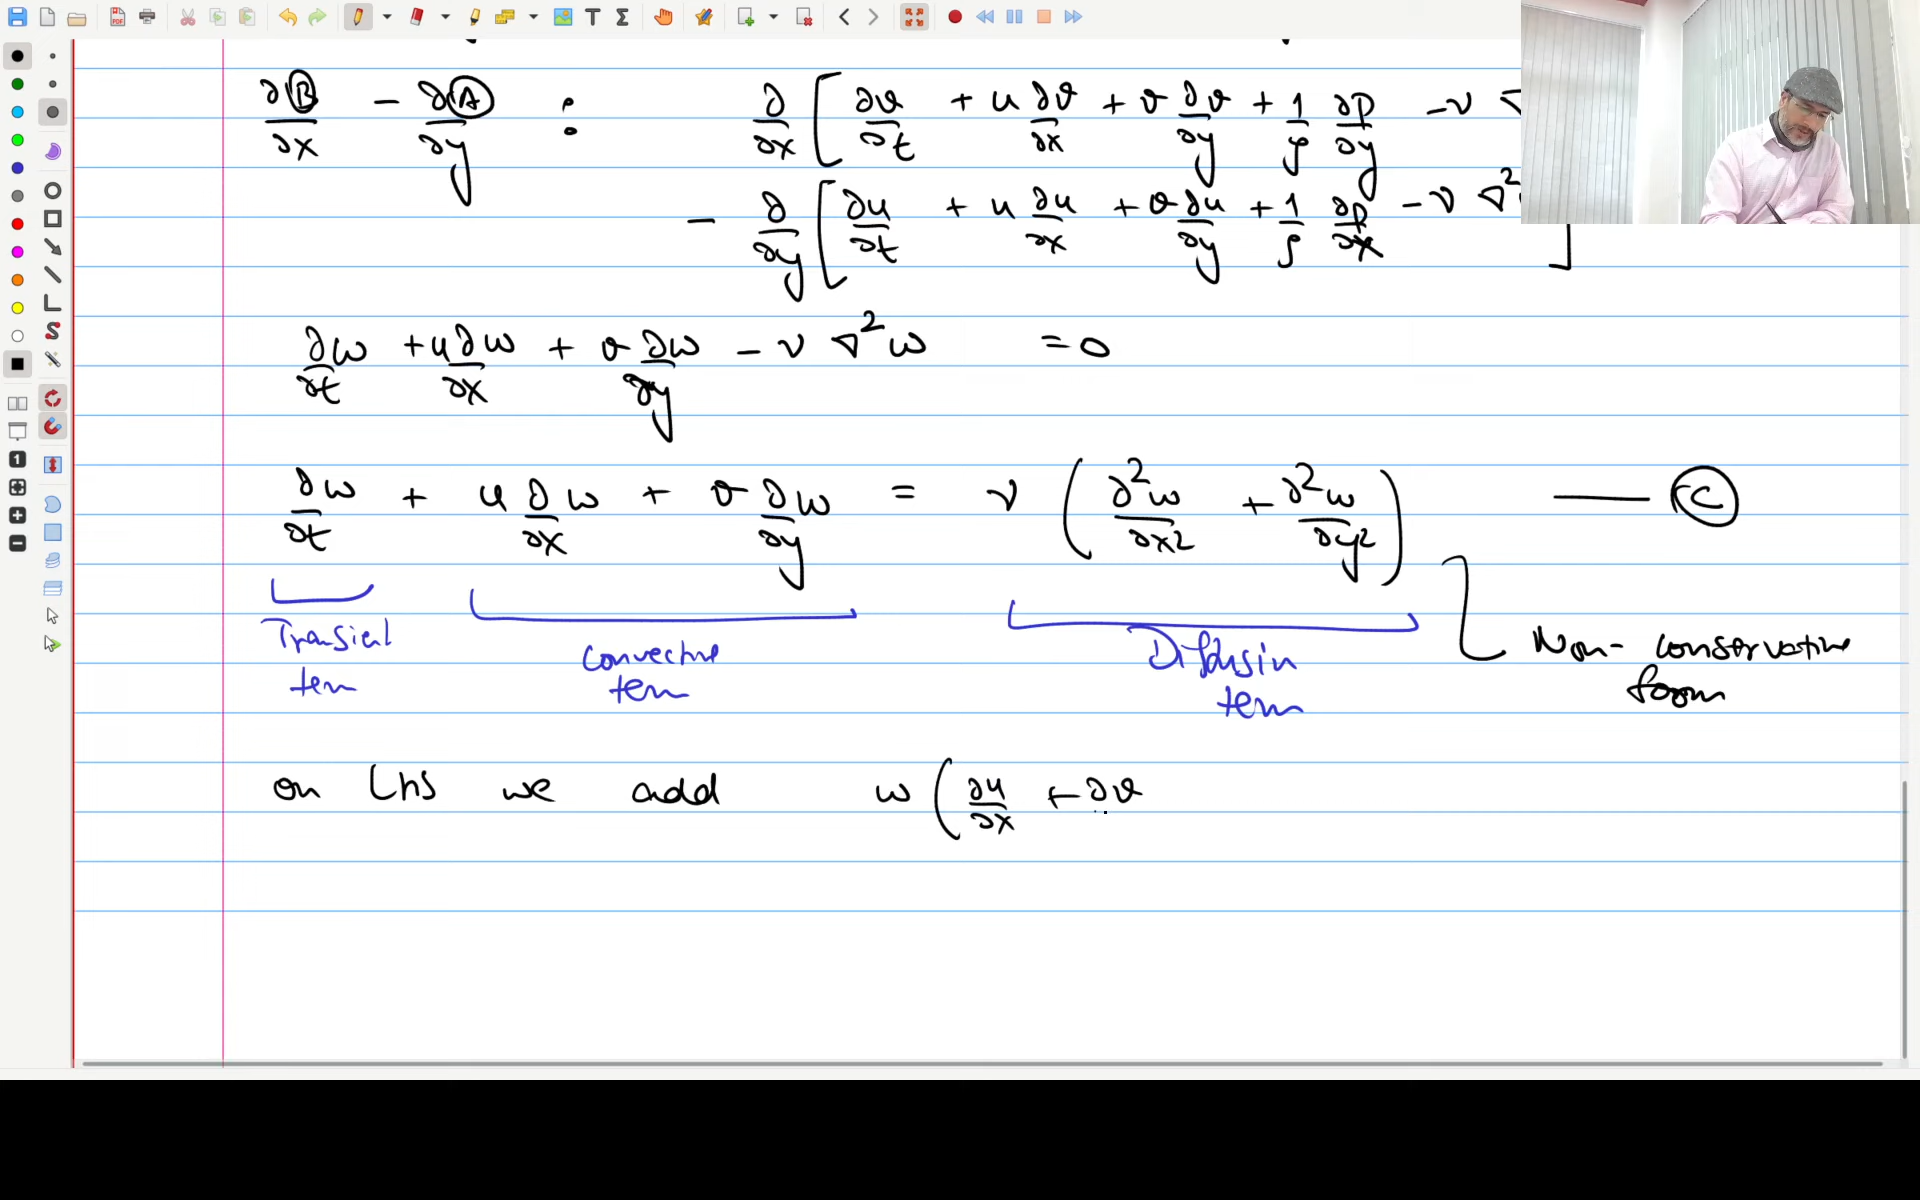 ∂Ⓑ/∂x − ∂Ⓐ/∂y : ∂/∂x [ ∂v/∂t + u ∂v/∂x + v ∂v/∂y + 1/ρ ∂p/∂y − ν ∇
− ∂/∂y [ ∂u/∂t + u ∂u/∂x + v ∂u/∂y + 1/ρ ∂p/∂x − ν ∇² ]
∂ω/∂t + u ∂ω/∂x + v ∂ω/∂y − ν ∇²ω = 0
∂ω/∂t + u ∂ω/∂x + v ∂ω/∂y = ν ( ∂²ω/∂x² + ∂²ω/∂y² ) — Ⓒ
Transient term
convective term
Diffusion term
Non-conservative form
on LHS we add ω ( ∂u/∂x + ∂v